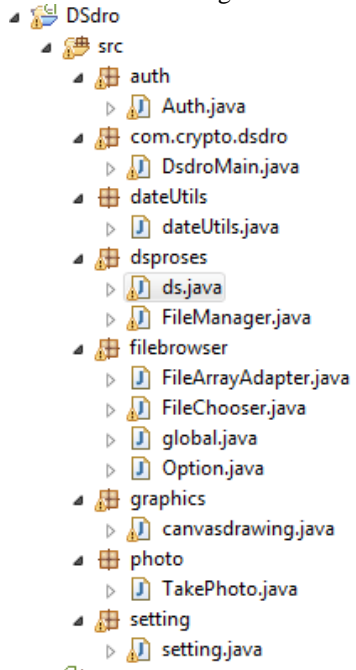 DSdro
src
auth
Auth.java
com.crypto.dsdro
DsdroMain.java
dateUtils
dateUtils.java
dsproses
ds.java
FileManager.java
filebrowser
FileArrayAdapter.java
FileChooser.java
global.java
Option.java
graphics
canvasdrawing.java
photo
TakePhoto.java
setting
setting.java